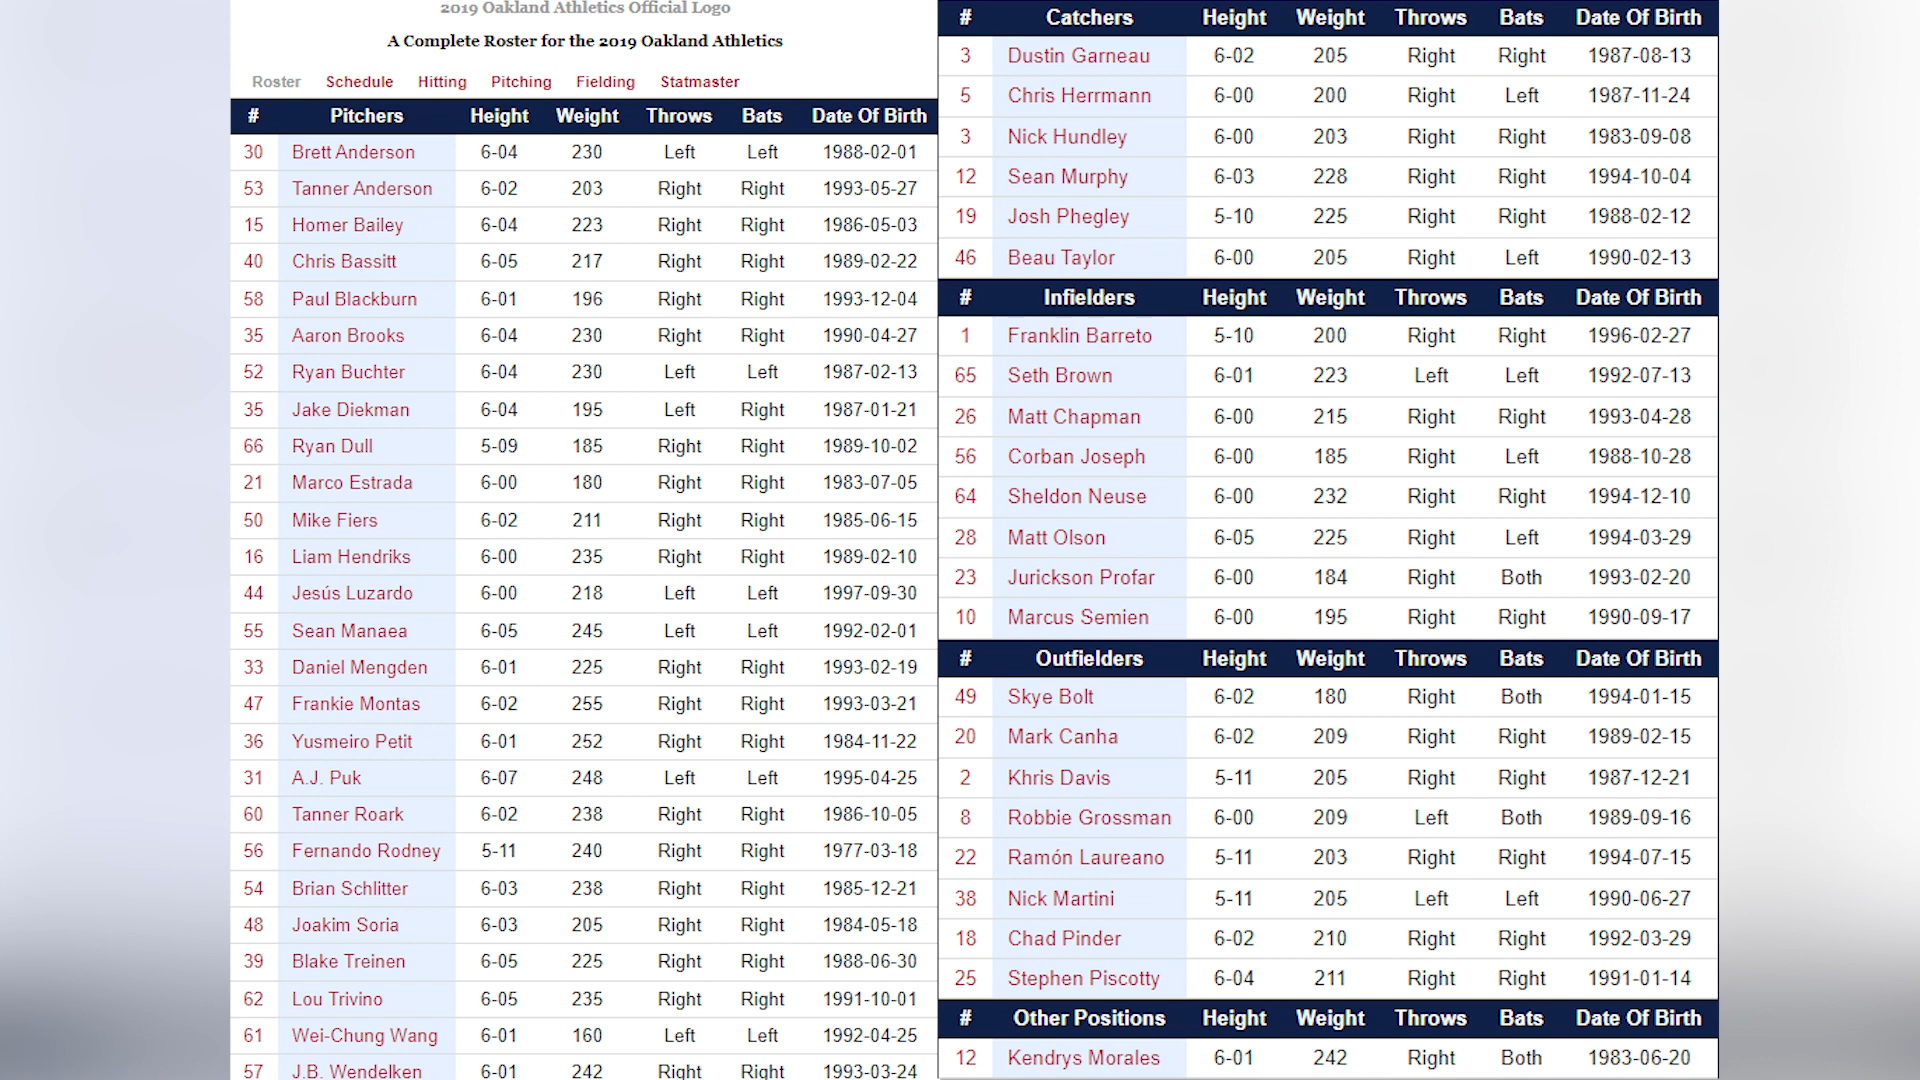 2019 Oakland Athletics Official Logo
A Complete Roster for the 2019 Oakland Athletics
Roster Schedule Hitting Pitching Fielding Statmaster
# Pitchers Height Weight Throws Bats Date Of Birth
30 Brett Anderson 6-04 230 Left Left 1988-02-01
53 Tanner Anderson 6-02 203 Right Right 1993-05-27
15 Homer Bailey 6-04 223 Right Right 1986-05-03
40 Chris Bassitt 6-05 217 Right Right 1989-02-22
58 Paul Blackburn 6-01 196 Right Right 1993-12-04
35 Aaron Brooks 6-04 230 Right Right 1990-04-27
52 Ryan Buchter 6-04 230 Left Left 1987-02-13
35 Jake Diekman 6-04 195 Left Right 1987-01-21
66 Ryan Dull 5-09 185 Right Right 1989-10-02
21 Marco Estrada 6-00 180 Right Right 1983-07-05
50 Mike Fiers 6-02 211 Right Right 1985-06-15
16 Liam Hendriks 6-00 235 Right Right 1989-02-10
44 Jesús Luzardo 6-00 218 Left Left 1997-09-30
55 Sean Manaea 6-05 245 Left Left 1992-02-01
33 Daniel Mengden 6-01 225 Right Right 1993-02-19
47 Frankie Montas 6-02 255 Right Right 1993-03-21
36 Yusmeiro Petit 6-01 252 Right Right 1984-11-22
31 A.J. Puk 6-07 248 Left Left 1995-04-25
60 Tanner Roark 6-02 238 Right Right 1986-10-05
56 Fernando Rodney 5-11 240 Right Right 1977-03-18
54 Brian Schlitter 6-03 238 Right Right 1985-12-21
48 Joakim Soria 6-03 205 Right Right 1984-05-18
39 Blake Treinen 6-05 225 Right Right 1988-06-30
62 Lou Trivino 6-05 235 Right Right 1991-10-01
61 Wei-Chung Wang 6-01 160 Left Left 1992-04-25
57 J.B. Wendelken 6-01 242 Right Right 1993-03-24
# Catchers Height Weight Throws Bats Date Of Birth
3 Dustin Garneau 6-02 205 Right Right 1987-08-13
5 Chris Herrmann 6-00 200 Right Left 1987-11-24
3 Nick Hundley 6-00 203 Right Right 1983-09-08
12 Sean Murphy 6-03 228 Right Right 1994-10-04
19 Josh Phegley 5-10 225 Right Right 1988-02-12
46 Beau Taylor 6-00 205 Right Left 1990-02-13
# Infielders Height Weight Throws Bats Date Of Birth
1 Franklin Barreto 5-10 200 Right Right 1996-02-27
65 Seth Brown 6-01 223 Left Left 1992-07-13
26 Matt Chapman 6-00 215 Right Right 1993-04-28
56 Corban Joseph 6-00 185 Right Left 1988-10-28
64 Sheldon Neuse 6-00 232 Right Right 1994-12-10
28 Matt Olson 6-05 225 Right Left 1994-03-29
23 Jurickson Profar 6-00 184 Right Both 1993-02-20
10 Marcus Semien 6-00 195 Right Right 1990-09-17
# Outfielders Height Weight Throws Bats Date Of Birth
49 Skye Bolt 6-02 180 Right Both 1994-01-15
20 Mark Canha 6-02 209 Right Right 1989-02-15
2 Khris Davis 5-11 205 Right Right 1987-12-21
8 Robbie Grossman 6-00 209 Left Both 1989-09-16
22 Ramón Laureano 5-11 203 Right Right 1994-07-15
38 Nick Martini 5-11 205 Left Left 1990-06-27
18 Chad Pinder 6-02 210 Right Right 1992-03-29
25 Stephen Piscotty 6-04 211 Right Right 1991-01-14
# Other Positions Height Weight Throws Bats Date Of Birth
12 Kendrys Morales 6-01 242 Right Both 1983-06-20